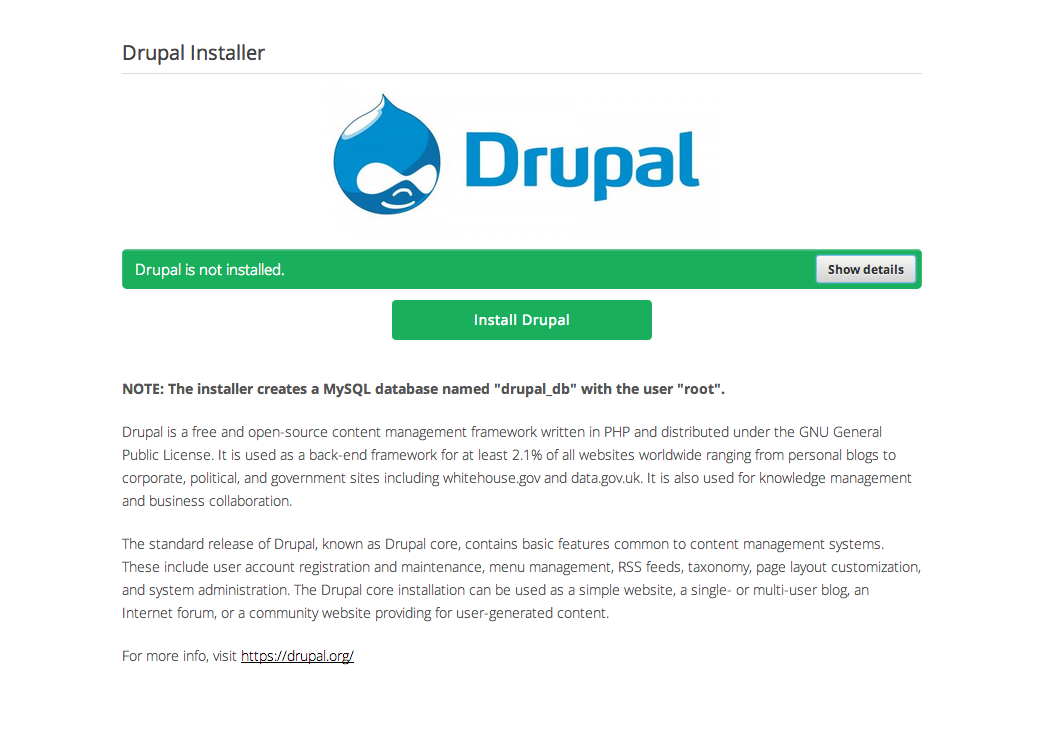 Drupal Installer
Drupal
Drupal is not installed.
Show details
Install Drupal
NOTE: The installer creates a MySQL database named "drupal_db" with the user "root".
Drupal is a free and open-source content management framework written in PHP and distributed under the GNU General
Public License. It is used as a back-end framework for at least 2.1% of all websites worldwide ranging from personal blogs to
corporate, political, and government sites including whitehouse.gov and data.gov.uk. It is also used for knowledge management
and business collaboration.
The standard release of Drupal, known as Drupal core, contains basic features common to content management systems.
These include user account registration and maintenance, menu management, RSS feeds, taxonomy, page layout customization,
and system administration. The Drupal core installation can be used as a simple website, a single- or multi-user blog, an
Internet forum, or a community website providing for user-generated content.
For more info, visit https://drupal.org/